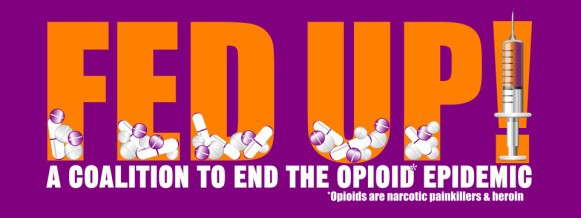 FED UP!
A COALITION TO END THE OPIOID* EPIDEMIC
*Opioids are narcotic painkillers & heroin